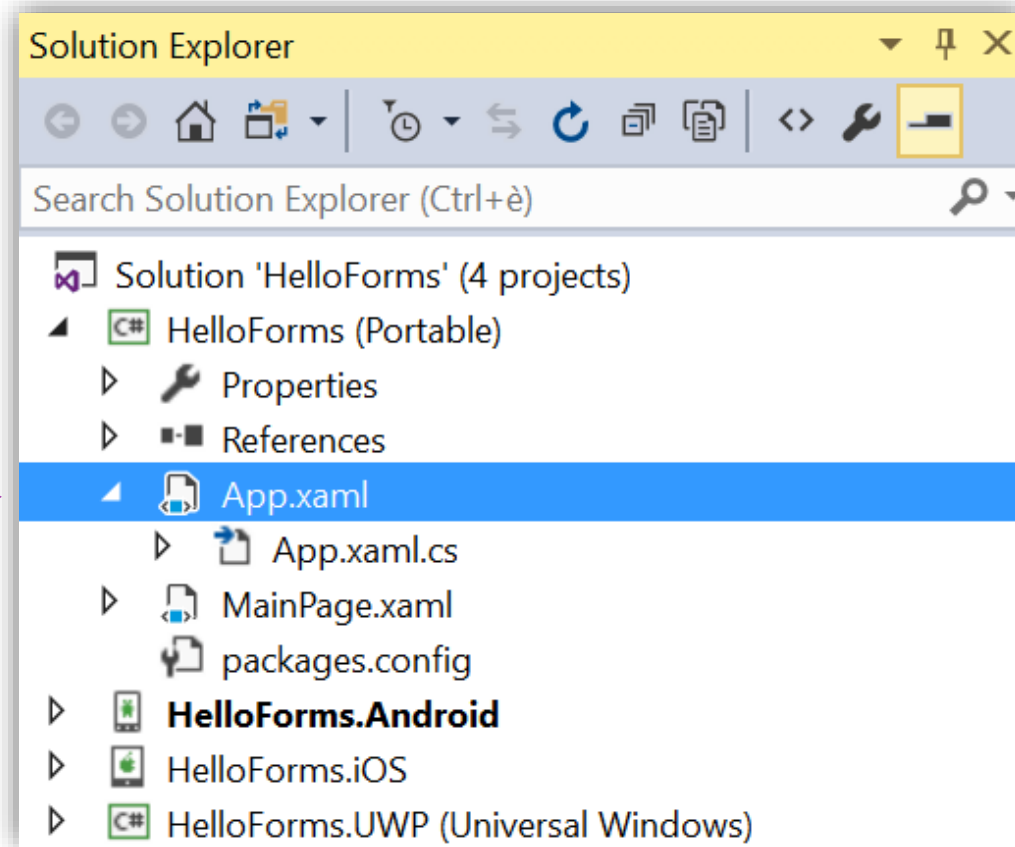 Solution Explorer
Search Solution Explorer (Ctrl+è)
Solution 'HelloForms' (4 projects)
C# HelloForms (Portable)
Properties
References
App.xaml
App.xaml.cs
MainPage.xaml
packages.config
HelloForms.Android
HelloForms.iOS
C# HelloForms.UWP (Universal Windows)